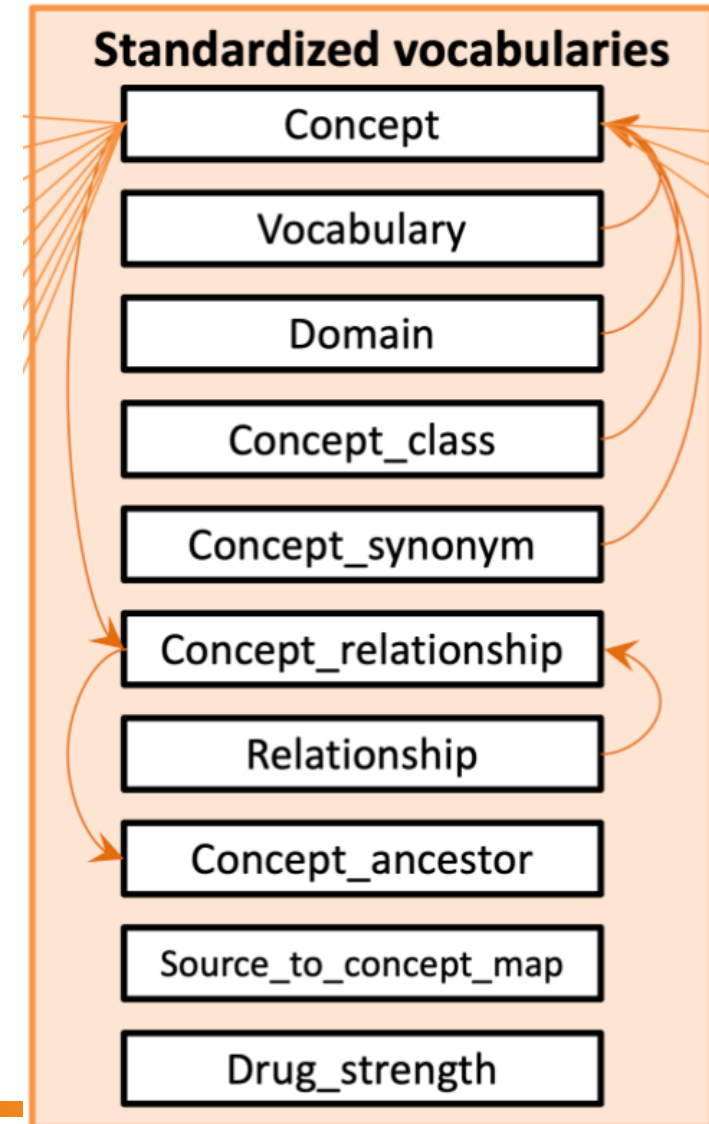 Standardized vocabularies
Concept
Vocabulary
Domain
Concept_class
Concept_synonym
Concept_relationship
Relationship
Concept_ancestor
Source_to_concept_map
Drug_strength